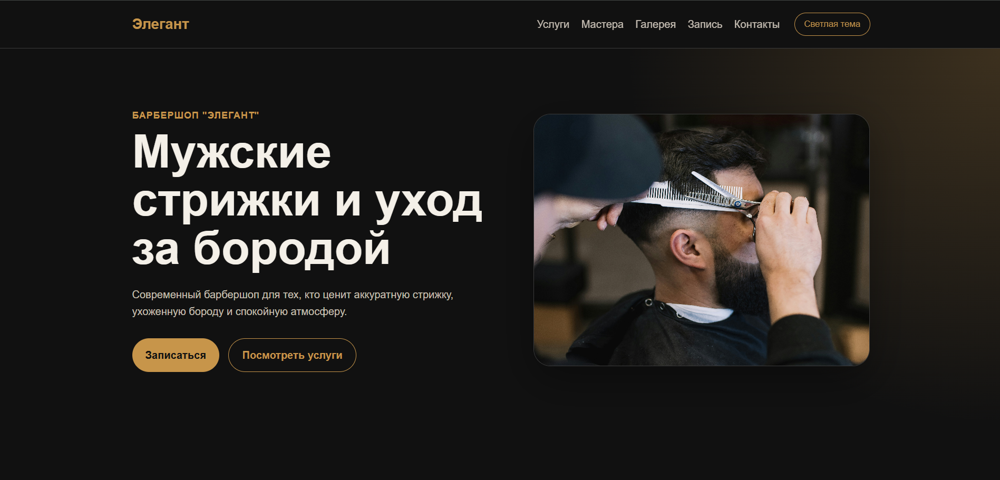 Элегант
Услуги Мастера Галерея Запись Контакты Светлая тема
БАРБЕРШОП "ЭЛЕГАНТ"
Мужские
стрижки и уход
за бородой
Современный барбершоп для тех, кто ценит аккуратную стрижку,
ухоженную бороду и спокойную атмосферу.
Записаться Посмотреть услуги